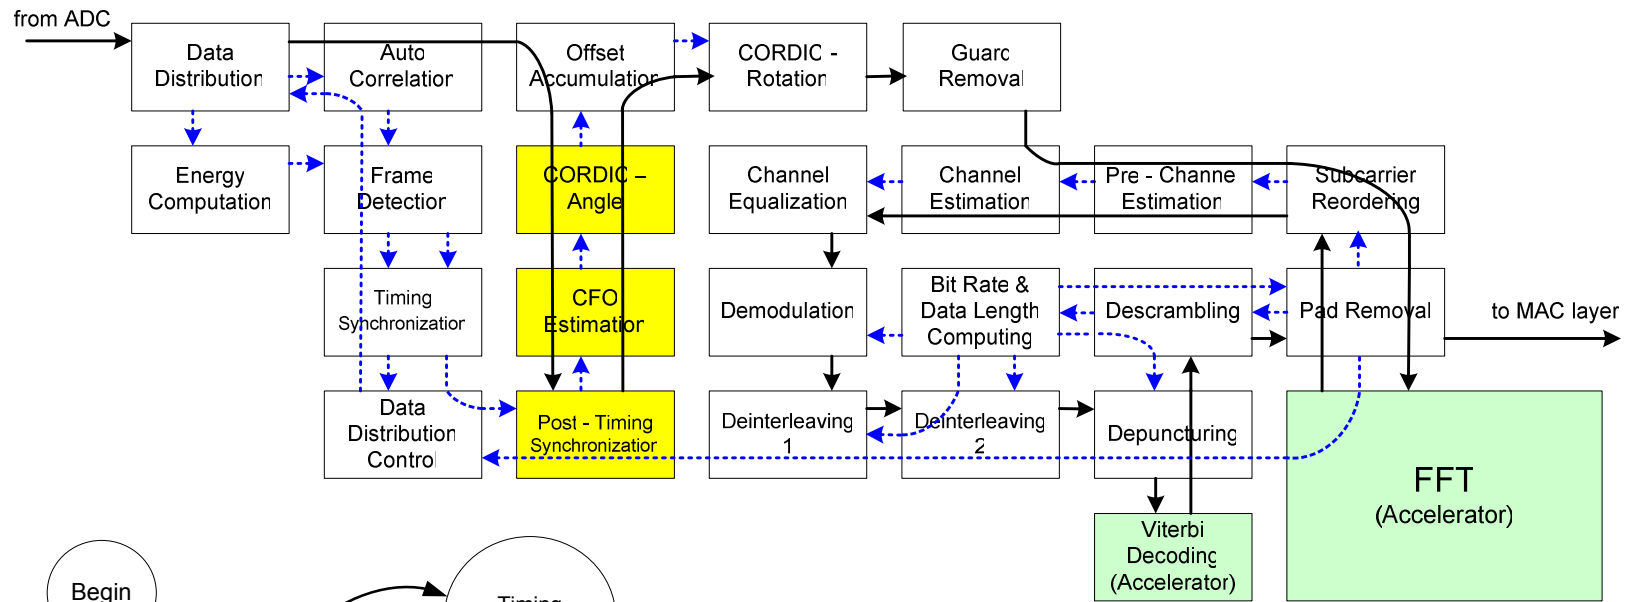 from ADC
Data
Distribution
Auto
Correlation
Offset
Accumulation
CORDIC -
Rotation
Guard
Removal
Energy
Computation
Frame
Detection
CORDIC –
Angle
Channel
Equalization
Channel
Estimation
Pre - Channe
Estimation
Subcarrier
Reordering
Timing
Synchronization
CFO
Estimation
Demodulation
Bit Rate &
Data Length
Computing
Descrambling
Pad Removal
to MAC layer
Data
Distribution
Control
Post - Timing
Synchronization
Deinterleaving
1
Deinterleaving
2
Depuncturing
FFT
(Accelerator)
Viterbi
Decoding
(Accelerator)
Begin
Timing